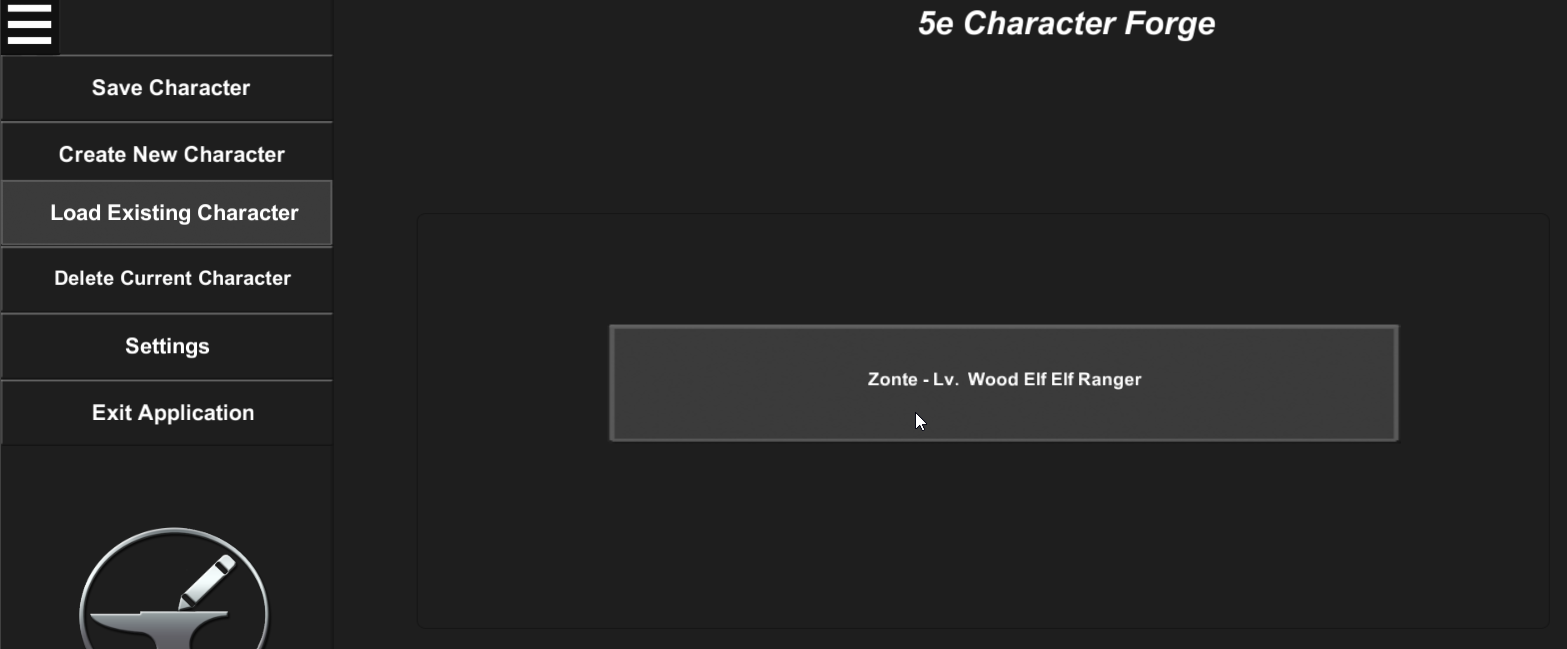 5e Character Forge
Save Character
Create New Character
Load Existing Character
Delete Current Character
Settings
Exit Application
Zonte - Lv.  Wood Elf Elf Ranger